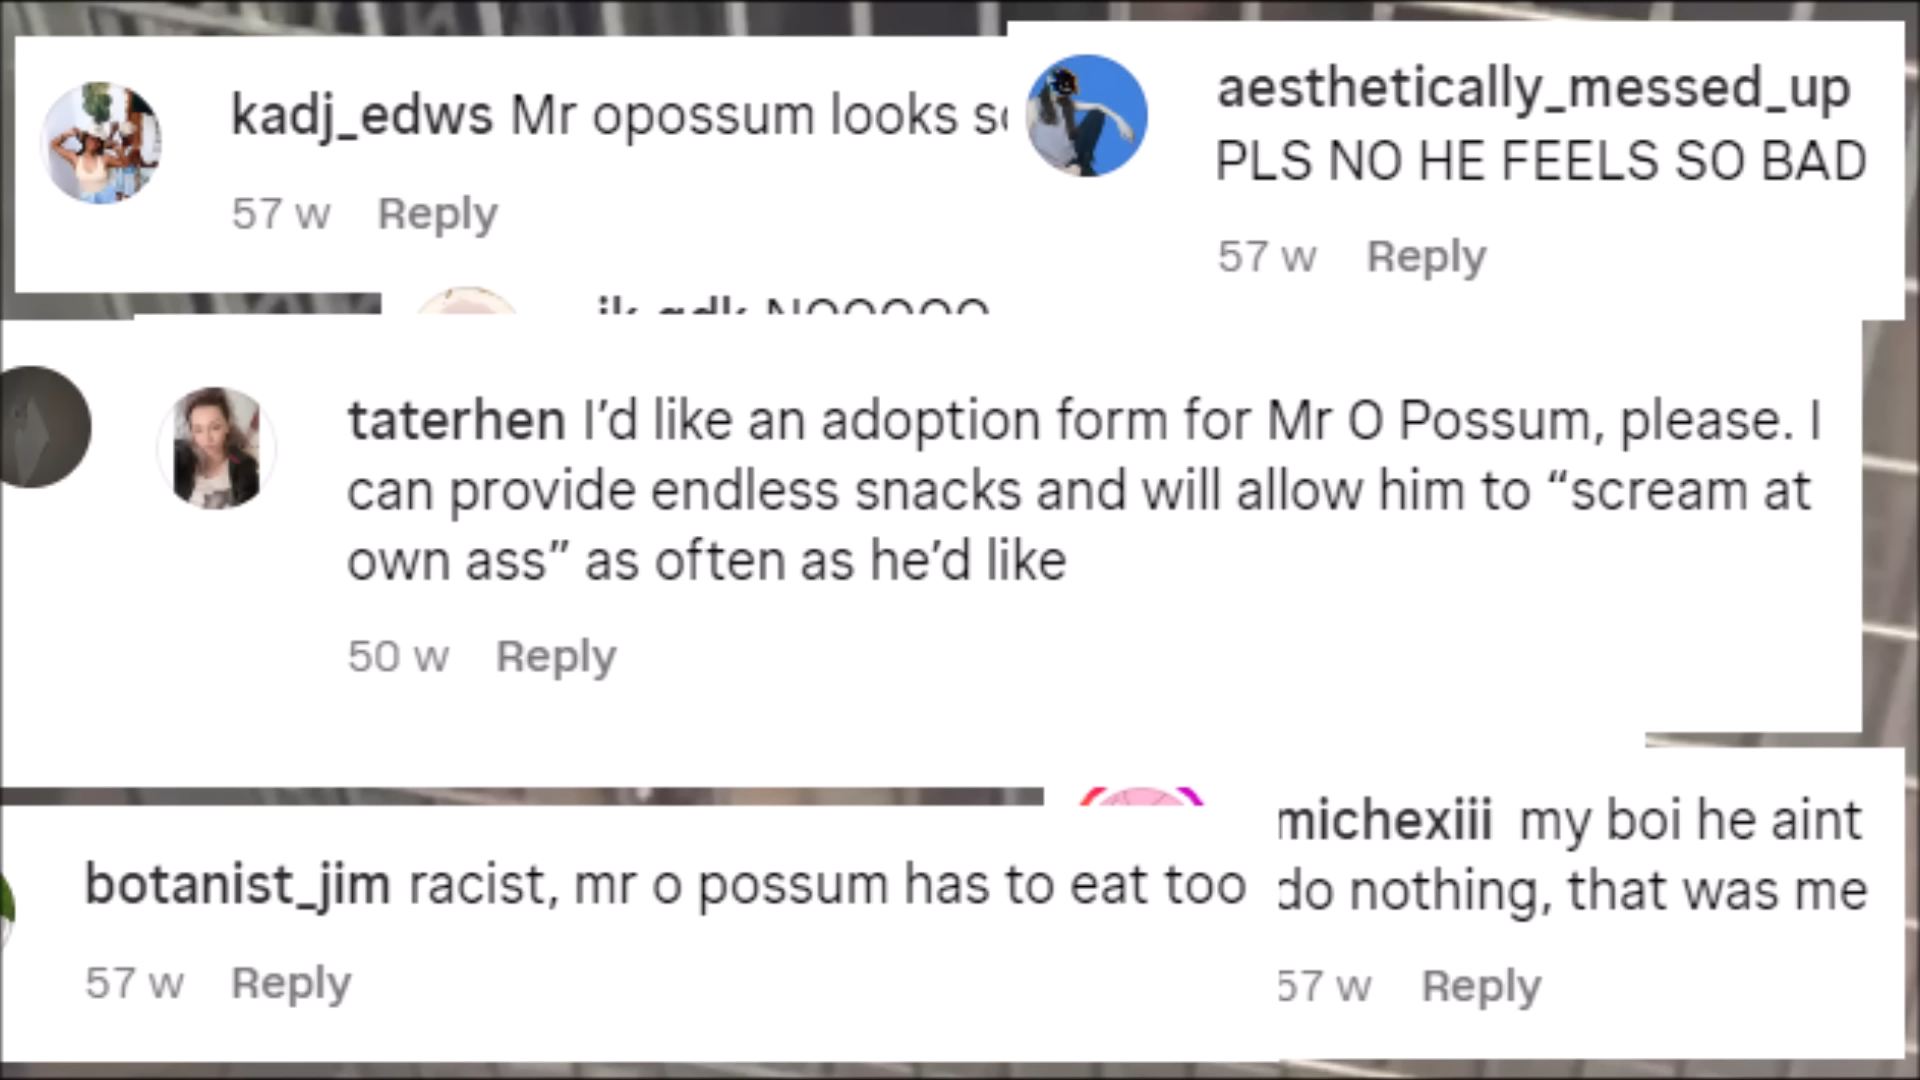 kadj_edws Mr opossum looks
57 w Reply
aesthetically_messed_up
PLS NO HE FEELS SO BAD
57 w Reply
taterhen I’d like an adoption form for Mr O Possum, please. I
can provide endless snacks and will allow him to “scream at
own ass” as often as he’d like
50 w Reply
botanist_jim racist, mr o possum has to eat too
57 w Reply
michexiii my boi he aint
do nothing, that was me
57 w Reply